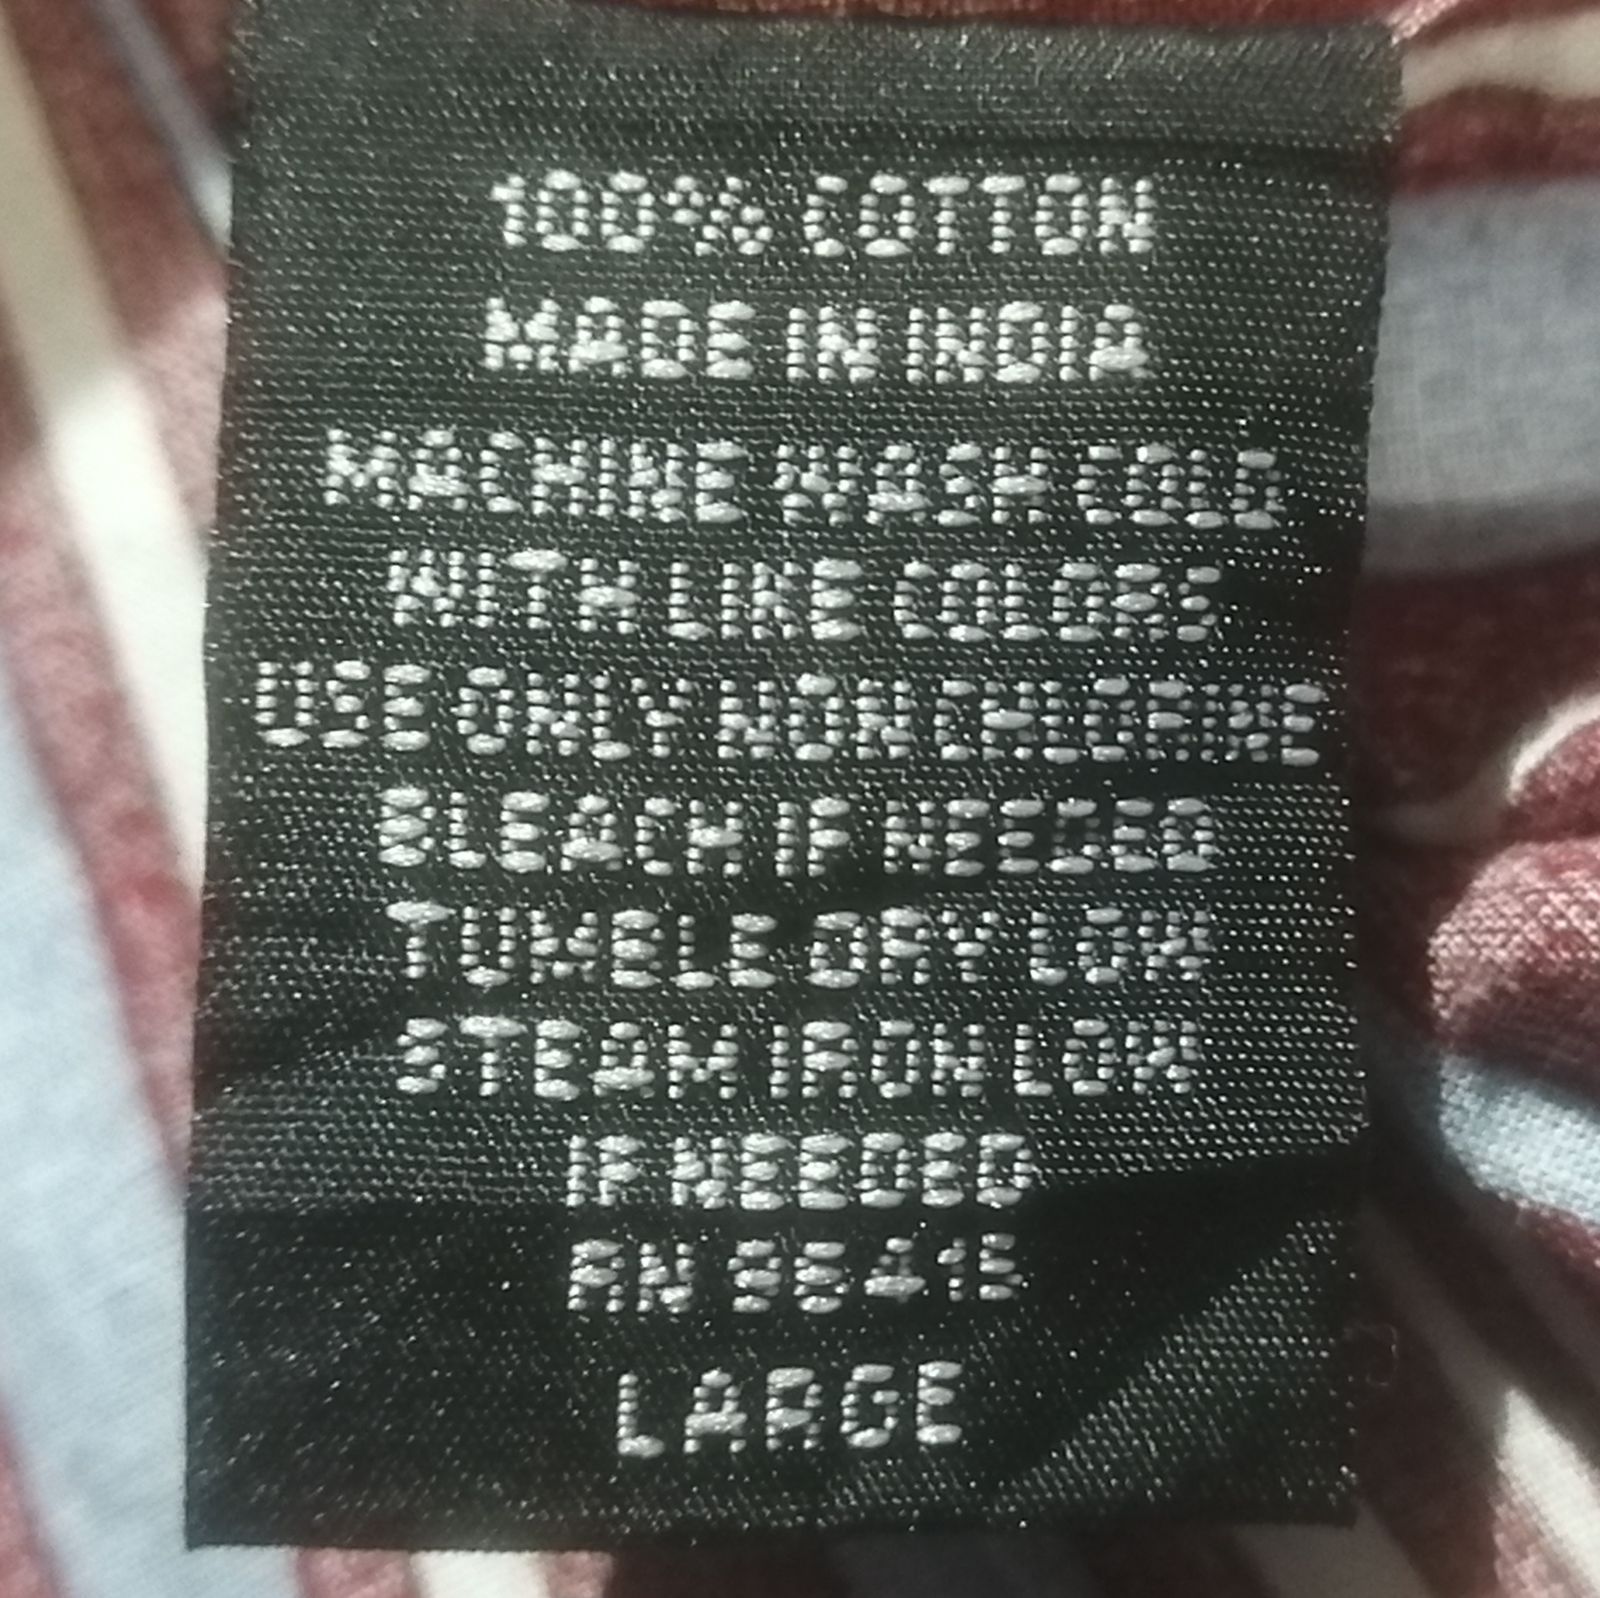 100% COTTON
MADE IN INDIA
MACHINE WASH COLD
WITH LIKE COLORS
USE ONLY NON CHLORINE
BLEACH IF NEEDED
TUMBLE DRY LOW
STEAM IRON LOW
IF NEEDED
RN
LARGE